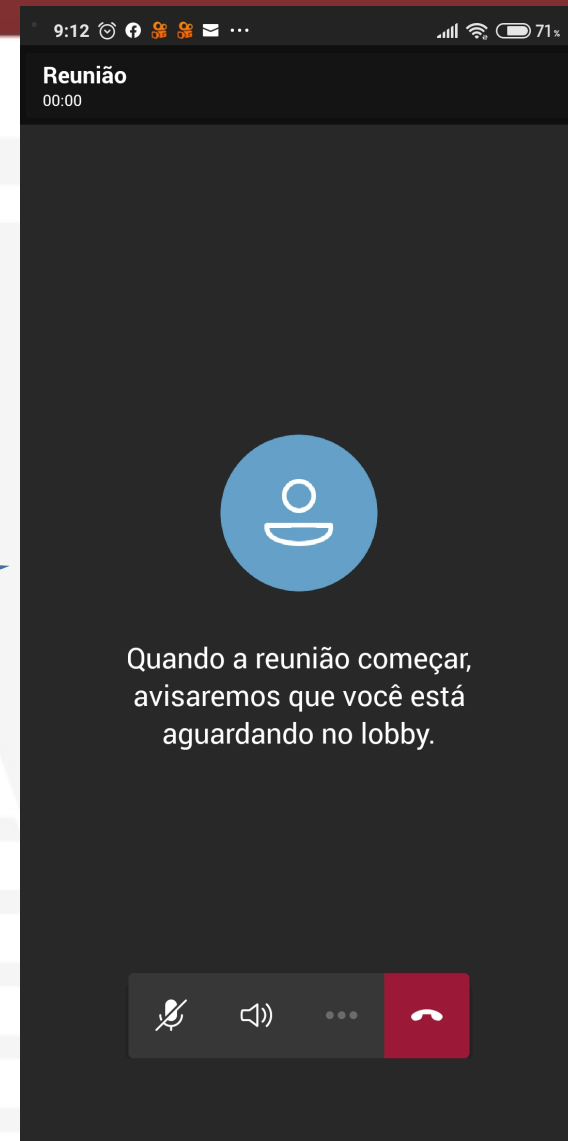 9:12
71%
Reunião
00:00
Quando a reunião começar,
avisaremos que você está
aguardando no lobby.